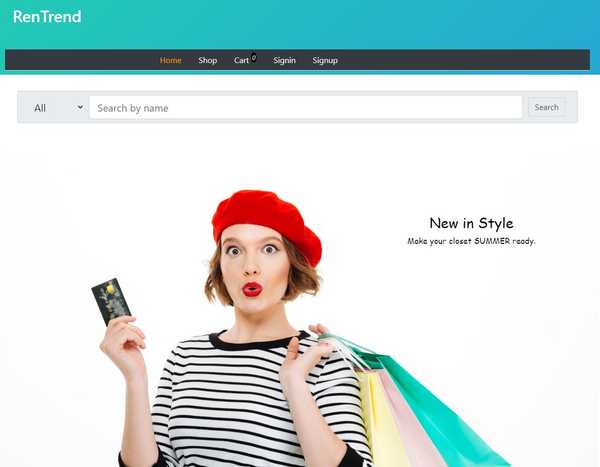 RenTrend
Home Shop Cart 0 Signin Signup
All Search by name Search
New in Style
Make your closet SUMMER ready.